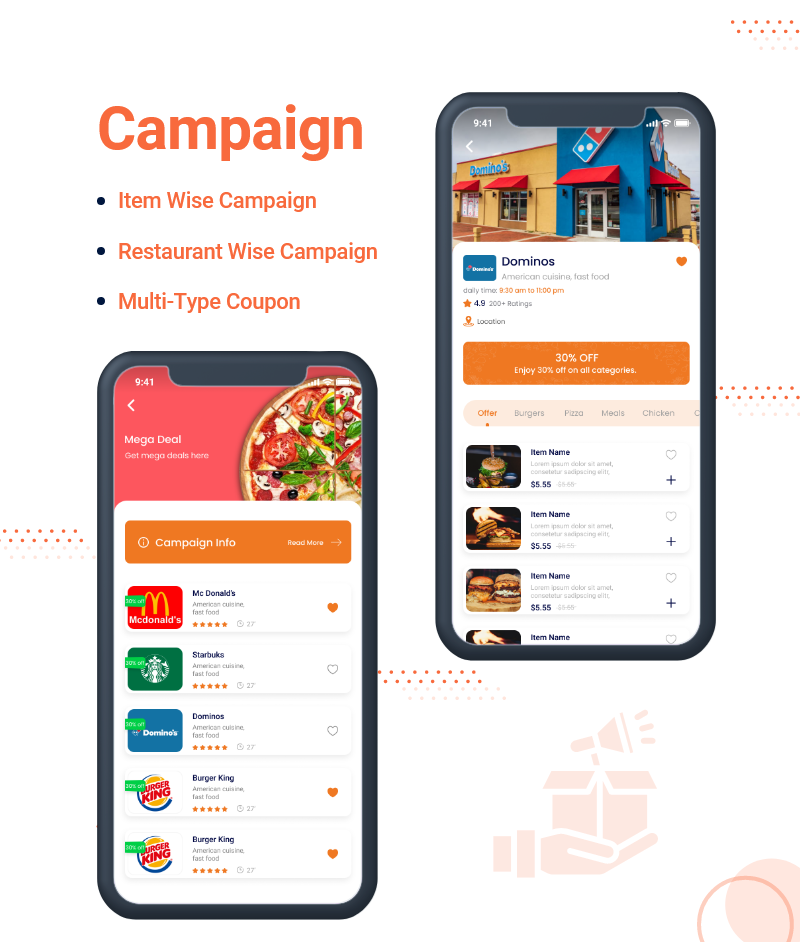 Campaign
Item Wise Campaign
Restaurant Wise Campaign
Multi-Type Coupon
9:41
Mega Deal
Get mega deals here
Campaign Info
Read More
30% off
Mcdonald's
Mc Donald's
American cuisine,
fast food
27'
30% off
Starbuks
American cuisine,
fast food
27'
30% off
Domino's
Dominos
American cuisine,
fast food
27'
30% off
BURGER
KING
Burger King
American cuisine,
fast food
27'
30% off
BURGER
KING
Burger King
American cuisine,
fast food
27'
9:41
Domino's
Domino's
Dominos
American cuisine, fast food
daily time: 9:30 am to 11:00 pm
4.9 200+ Ratings
Location
30% OFF
Enjoy 30% off on all categories.
Offer Burgers Pizza Meals Chicken
Item Name
Lorem ipsum dolor sit amet,
consetetur sadipscing elitr,
$5.55 $5.55
Item Name
Lorem ipsum dolor sit amet,
consetetur sadipscing elitr,
$5.55 $5.55
Item Name
Lorem ipsum dolor sit amet,
consetetur sadipscing elitr,
$5.55 $5.55
Item Name